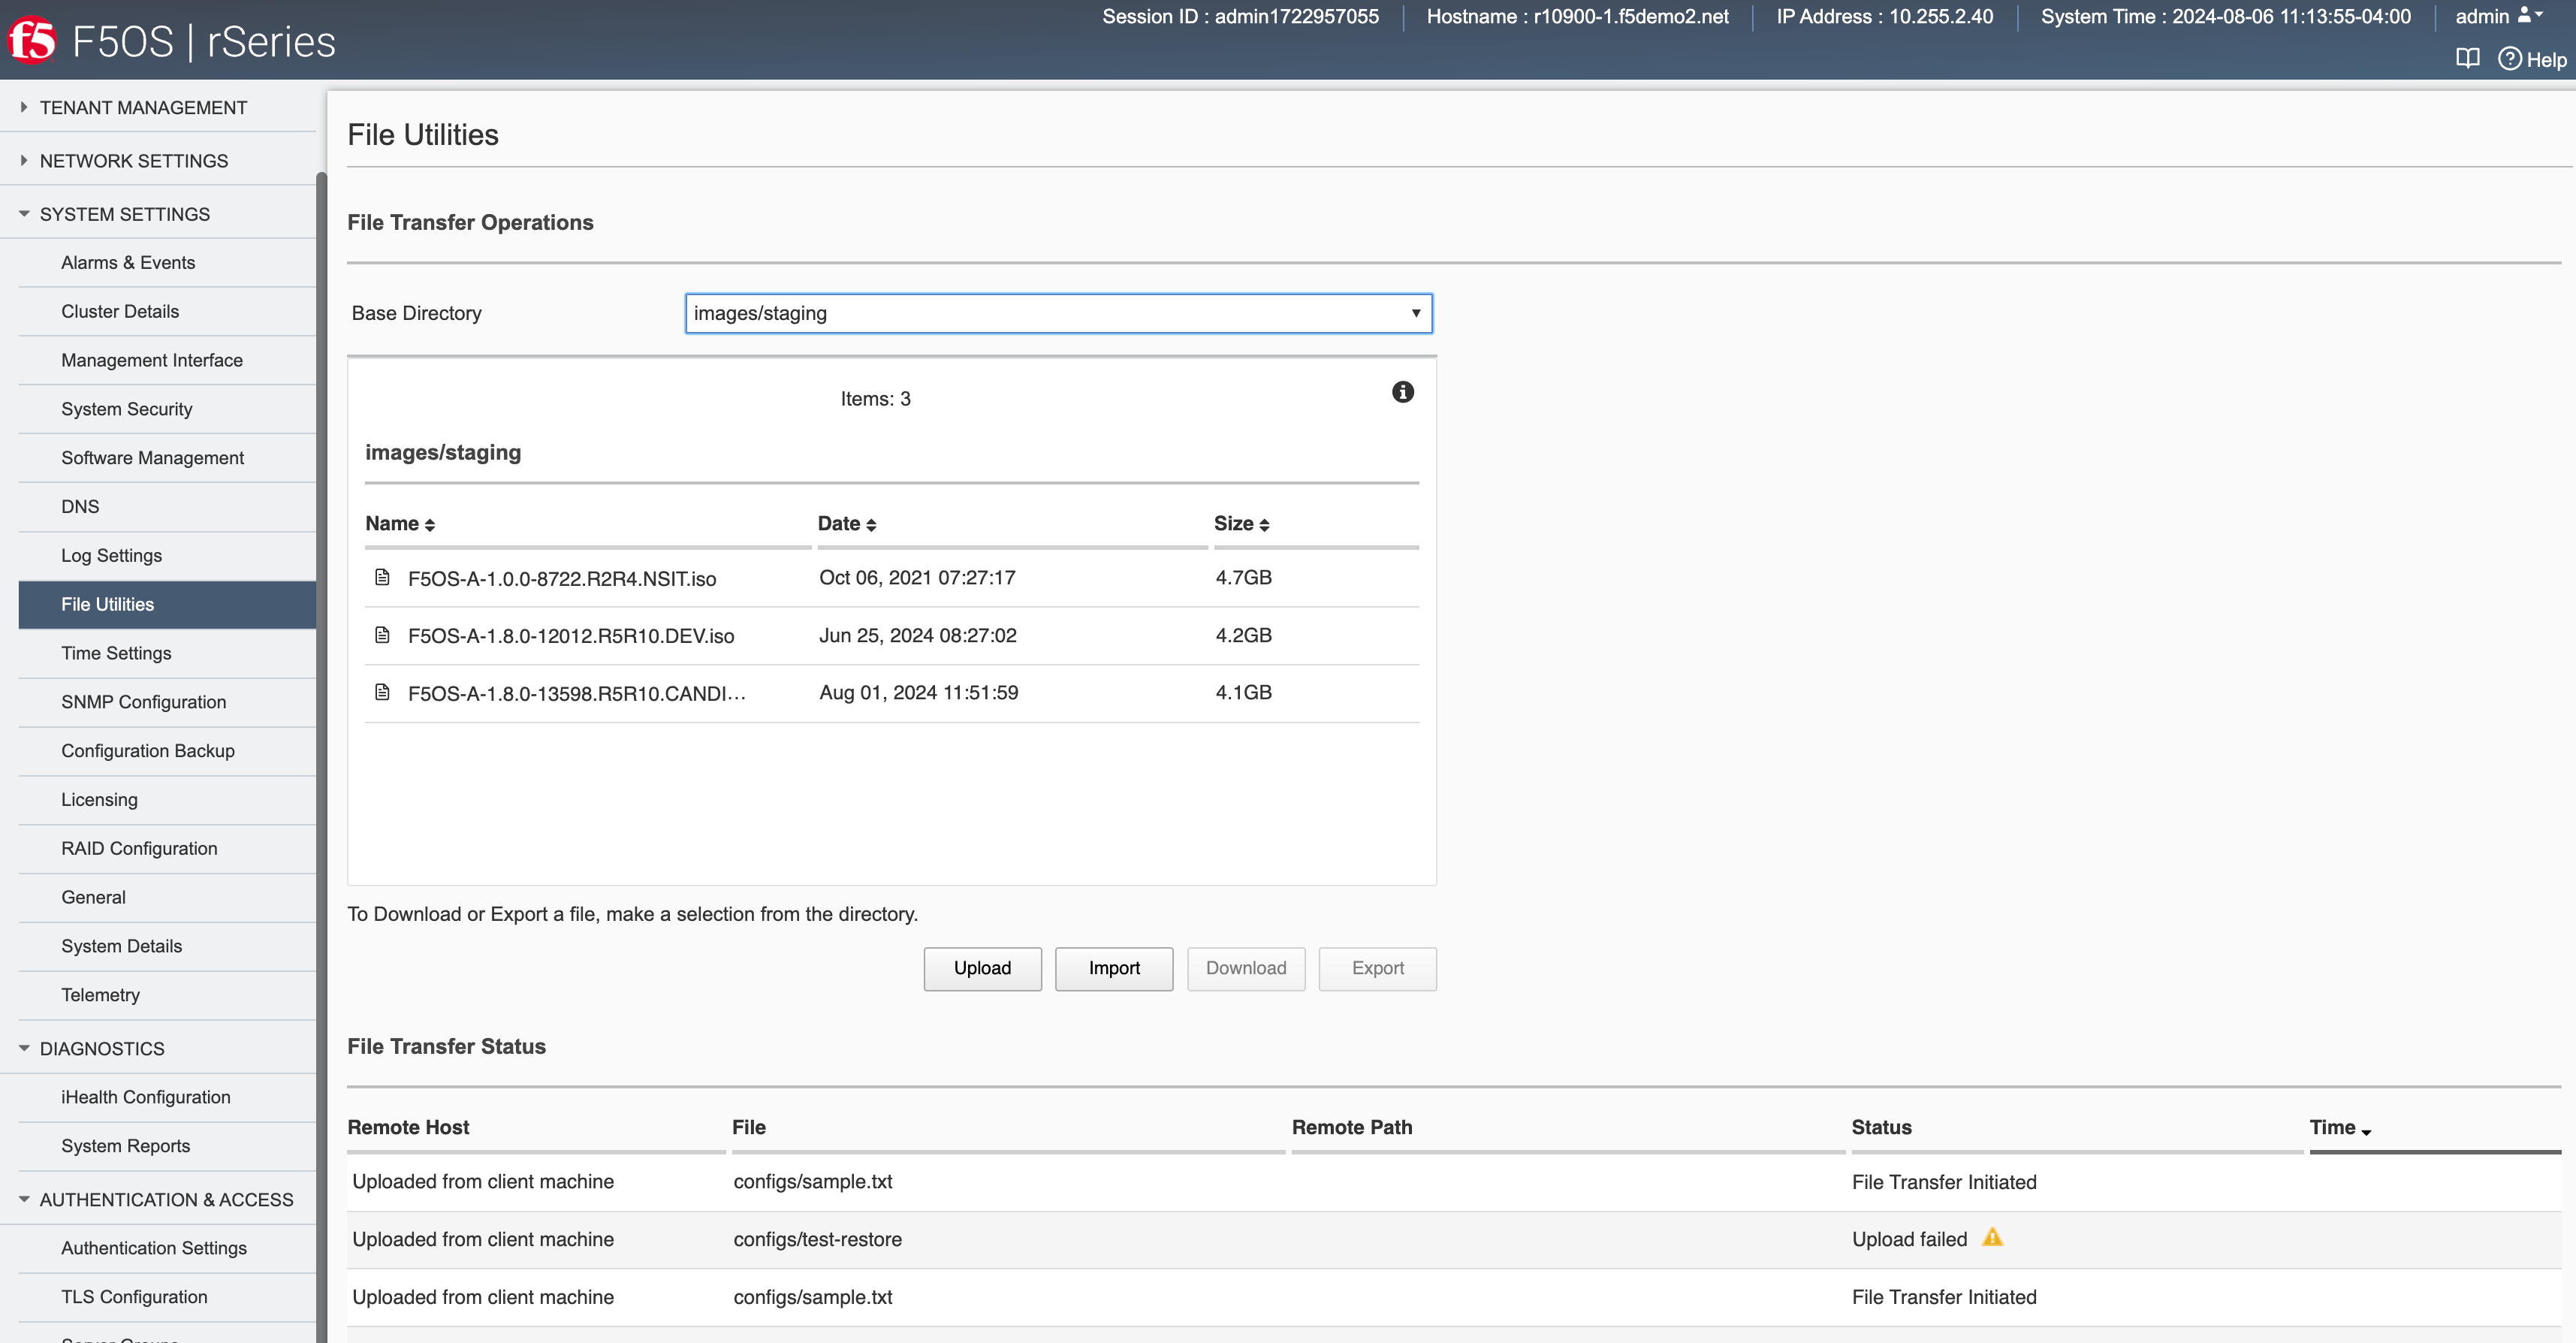 Session ID : admin1722957055 Hostname : r10900-1.f5demo2.net IP Address : 10.255.2.40 System Time : 2024-08-06 11:13:55-04:00 admin
f5 F5OS | rSeries
Help
TENANT MANAGEMENT
NETWORK SETTINGS
SYSTEM SETTINGS
Alarms & Events
Cluster Details
Management Interface
System Security
Software Management
DNS
Log Settings
File Utilities
Time Settings
SNMP Configuration
Configuration Backup
Licensing
RAID Configuration
General
System Details
Telemetry
DIAGNOSTICS
iHealth Configuration
System Reports
AUTHENTICATION & ACCESS
Authentication Settings
TLS Configuration
File Utilities
File Transfer Operations
Base Directory images/staging
Items: 3
images/staging
Name Date Size
F5OS-A-1.0.0-8722.R2R4.NSIT.iso Oct 06, 2021 07:27:17 4.7GB
F5OS-A-1.8.0-12012.R5R10.DEV.iso Jun 25, 2024 08:27:02 4.2GB
F5OS-A-1.8.0-13598.R5R10.CANDI... Aug 01, 2024 11:51:59 4.1GB
To Download or Export a file, make a selection from the directory.
Upload Import Download Export
File Transfer Status
Remote Host File Remote Path Status Time
Uploaded from client machine configs/sample.txt File Transfer Initiated
Uploaded from client machine configs/test-restore Upload failed
Uploaded from client machine configs/sample.txt File Transfer Initiated